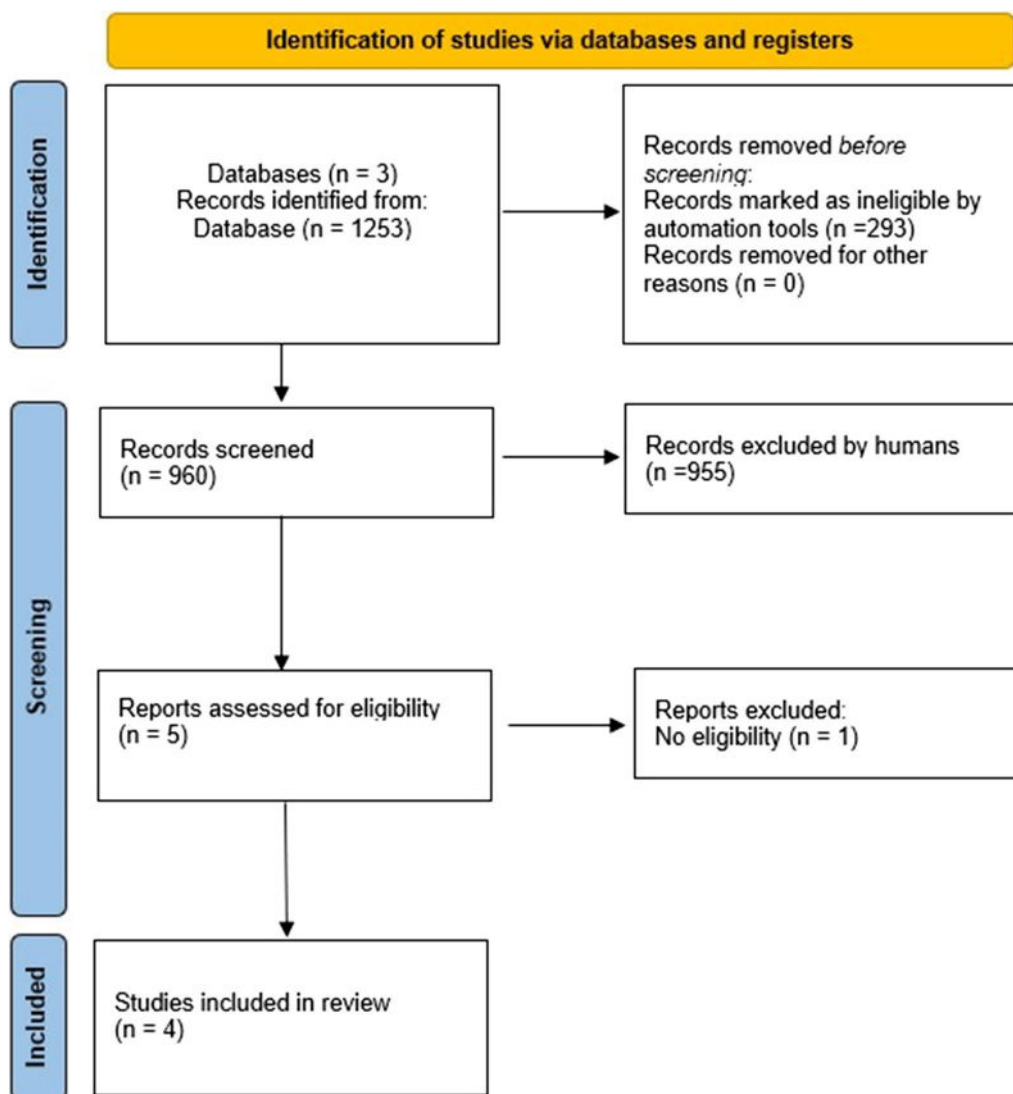 Identification of studies via databases and registers
Identification
Databases (n = 3)
Records identified from:
Database (n = 1253)
Records removed before
screening:
Records marked as ineligible by
automation tools (n =293)
Records removed for other
reasons (n = 0)
Screening
Records screened
(n = 960)
Records excluded by humans
(n =955)
Reports assessed for eligibility
(n = 5)
Reports excluded:
No eligibility (n = 1)
Included
Studies included in review
(n = 4)